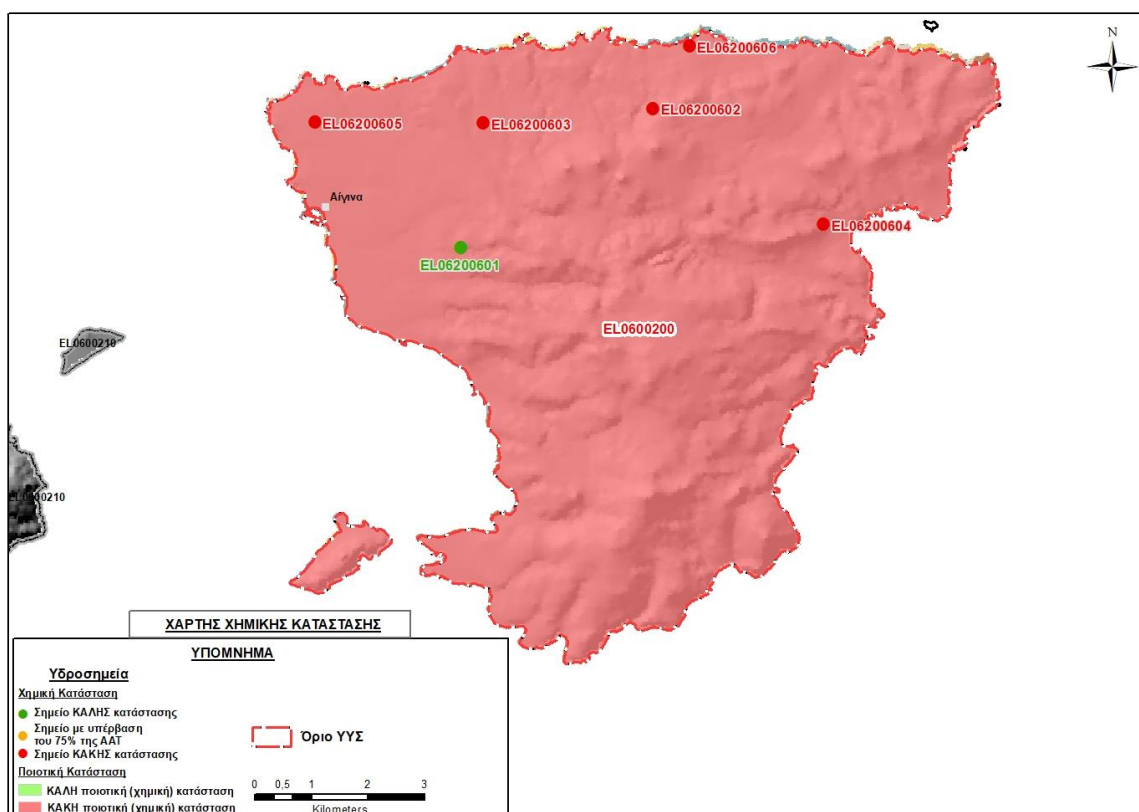 N
EL06200606
EL06200602
EL06200605
EL06200603
Αίγινα
EL06200604
EL06200601
EL0600200
EL0600210
EL0600210
ΧΑΡΤΗΣ ΧΗΜΙΚΗΣ ΚΑΤΑΣΤΑΣΗΣ
ΥΠΟΜΝΗΜΑ
Υδροσημεία
Χημική Κατάσταση
Σημείο ΚΑΛΗΣ κατάστασης
Σημείο με υπέρβαση
του 75% της ΑΑΤ
Σημείο ΚΑΚΗΣ κατάστασης
Όριο ΥΥΣ
Ποιοτική Κατάσταση
ΚΑΛΗ ποιοτική (χημική) κατάσταση
ΚΑΚΗ ποιοτική (χημική) κατάσταση
0 0,5 1 2 3
Kilometers